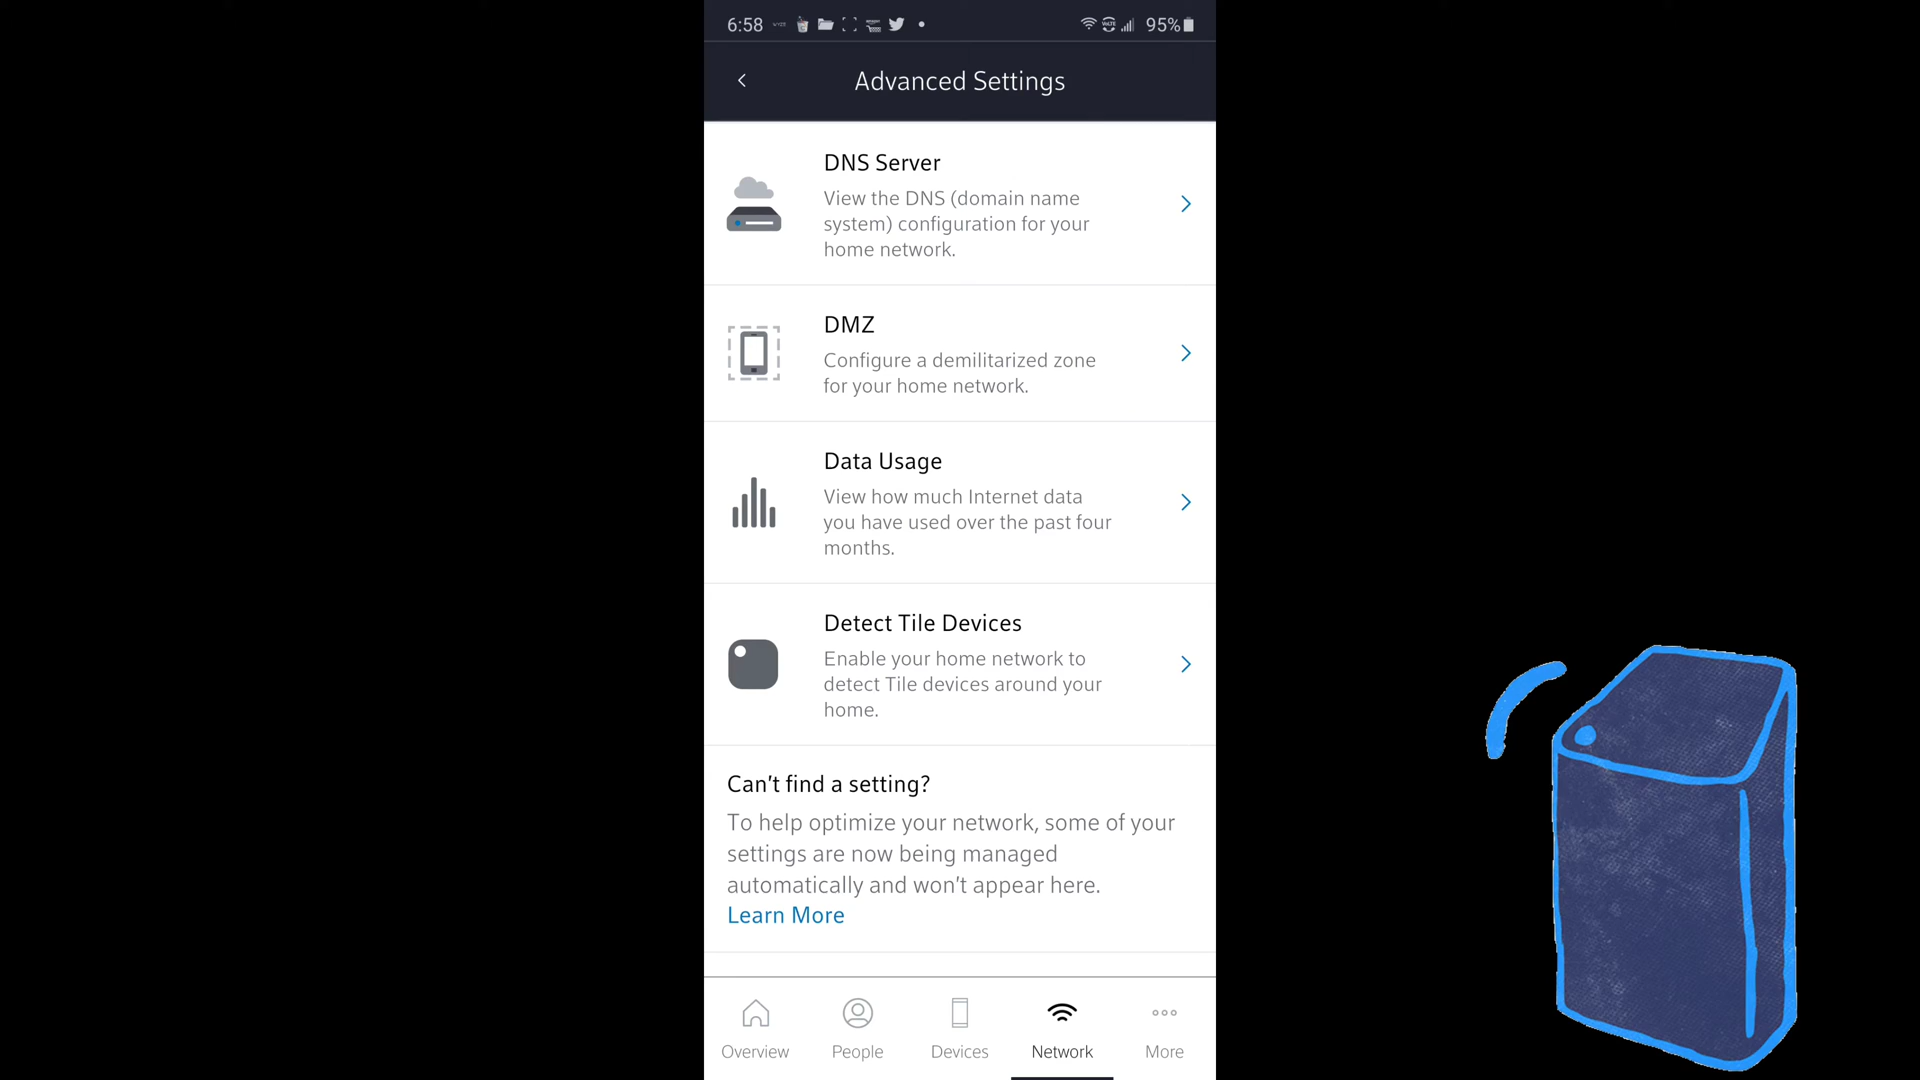 6:58
95%
Advanced Settings
DNS Server
View the DNS (domain name
system) configuration for your
home network.
DMZ
Configure a demilitarized zone
for your home network.
Data Usage
View how much Internet data
you have used over the past four
months.
Detect Tile Devices
Enable your home network to
detect Tile devices around your
home.
Can't find a setting?
To help optimize your network, some of your
settings are now being managed
automatically and won't appear here.
Learn More
Overview People Devices Network More